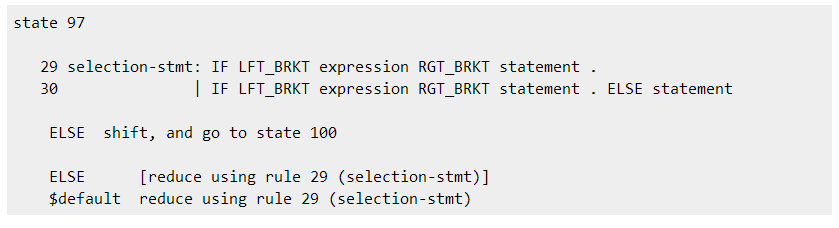 state 97
29 selection-stmt: IF LFT_BRKT expression RGT_BRKT statement .
30 | IF LFT_BRKT expression RGT_BRKT statement . ELSE statement
ELSE shift, and go to state 100
ELSE [reduce using rule 29 (selection-stmt)]
$default reduce using rule 29 (selection-stmt)